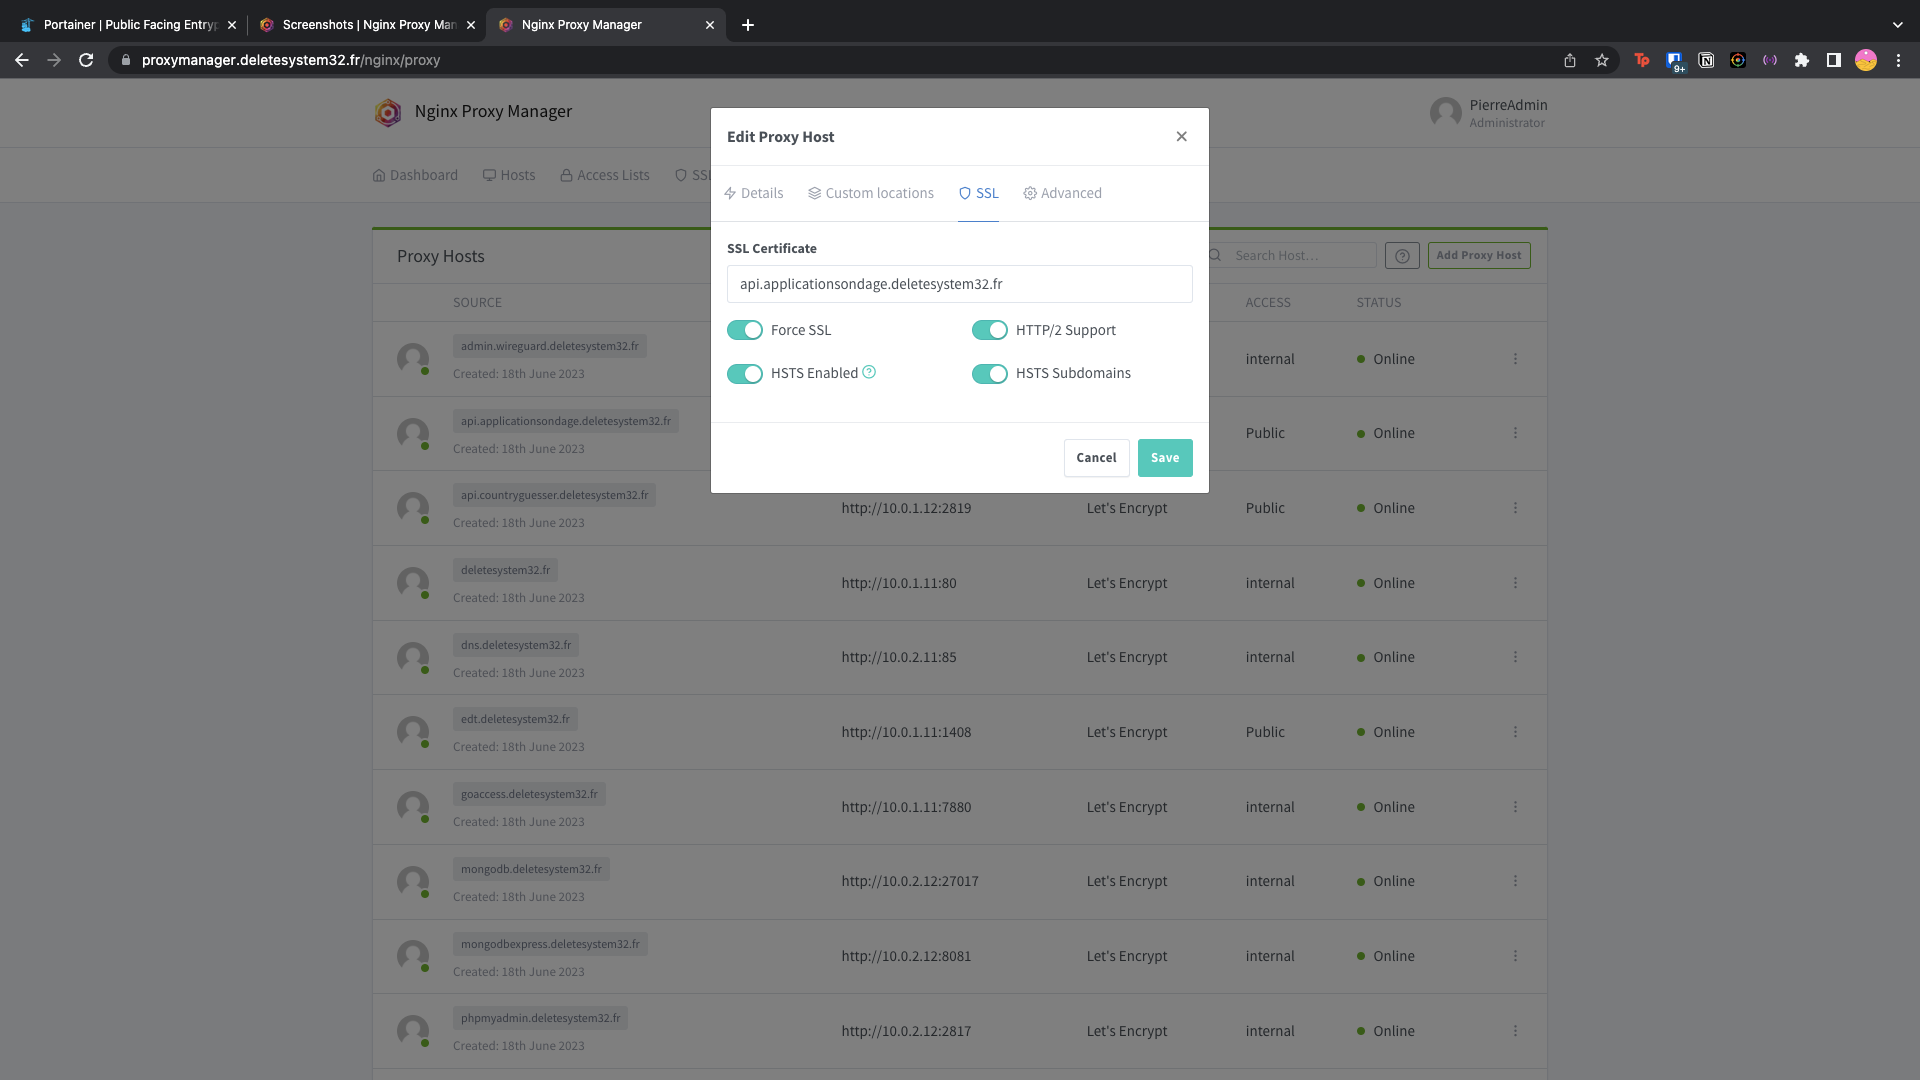 Portainer | Public Facing Entryp
Screenshots | Nginx Proxy Man
Nginx Proxy Manager
proxymanager.deletesystem32.fr/nginx/proxy
Tp
9+
Nginx Proxy Manager
PierreAdmin
Administrator
Dashboard
Hosts
Access Lists
SSL
Edit Proxy Host
Details
Custom locations
SSL
Advanced
SSL Certificate
api.applicationsondage.deletesystem32.fr
Force SSL
HTTP/2 Support
HSTS Enabled
HSTS Subdomains
Cancel
Save
Proxy Hosts
Search Host…
Add Proxy Host
SOURCE
ACCESS
STATUS
admin.wireguard.deletesystem32.fr
Created: 18th June 2023
internal
Online
api.applicationsondage.deletesystem32.fr
Created: 18th June 2023
Public
Online
api.countryguesser.deletesystem32.fr
Created: 18th June 2023
http://10.0.1.12:2819
Let's Encrypt
Public
Online
deletesystem32.fr
Created: 18th June 2023
http://10.0.1.11:80
Let's Encrypt
internal
Online
dns.deletesystem32.fr
Created: 18th June 2023
http://10.0.2.11:85
Let's Encrypt
internal
Online
edt.deletesystem32.fr
Created: 18th June 2023
http://10.0.1.11:1408
Let's Encrypt
Public
Online
goaccess.deletesystem32.fr
Created: 18th June 2023
http://10.0.1.11:7880
Let's Encrypt
internal
Online
mongodb.deletesystem32.fr
Created: 18th June 2023
http://10.0.2.12:27017
Let's Encrypt
internal
Online
mongodbexpress.deletesystem32.fr
Created: 18th June 2023
http://10.0.2.12:8081
Let's Encrypt
internal
Online
phpmyadmin.deletesystem32.fr
Created: 18th June 2023
http://10.0.2.12:2817
Let's Encrypt
internal
Online